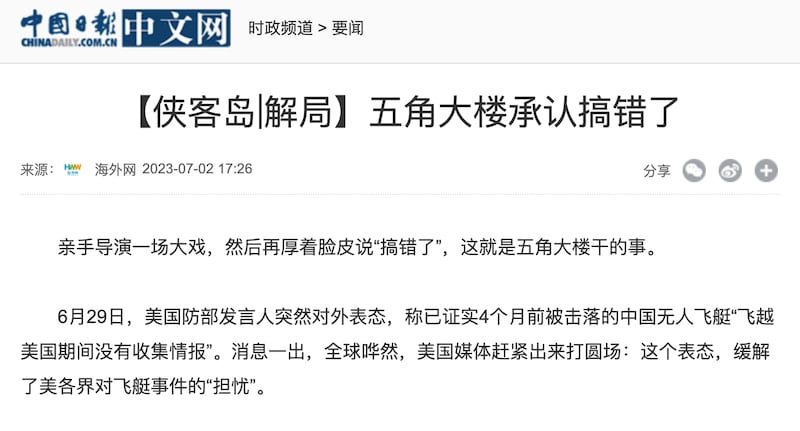 中国日報 中文网 时政频道 > 要闻
CHINADAILY.COM.CN
【侠客岛|解局】五角大楼承认搞错了
来源： 海外网 2023-07-02 17:26 分享
亲手导演一场大戏，然后再厚着脸皮说“搞错了”，这就是五角大楼干的事。
6月29日，美国防部发言人突然对外表态，称已证实4个月前被击落的中国无人飞艇“飞越
美国期间没有收集情报”。消息一出，全球哗然，美国媒体赶紧出来打圆场：这个表态，缓解
了美各界对飞艇事件的“担忧”。